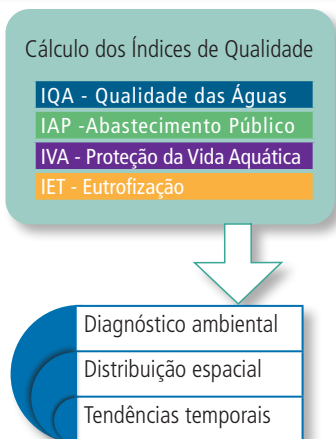 Cálculo dos Índices de Qualidade
IQA - Qualidade das Águas
IAP -Abastecimento Público
IVA - Proteção da Vida Aquática
IET - Eutrofização
Diagnóstico ambiental
Distribuição espacial
Tendências temporais